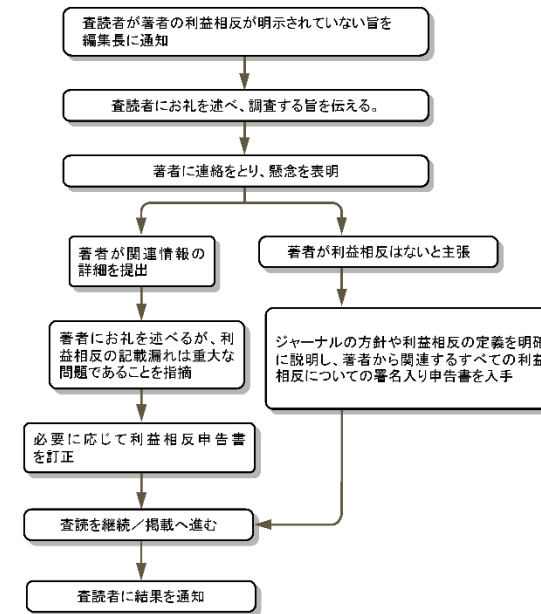 査読者が著者の利益相反が明示されていない旨を
編集長に通知
査読者にお礼を述べ、調査する旨を伝える。
著者に連絡をとり、懸念を表明
著者が関連情報の
詳細を提出
著者が利益相反はないと主張
著者にお礼を述べるが、利
益相反の記載漏れは重大な
問題であることを指摘
ジャーナルの方針や利益相反の定義を明確
に説明し、著者から関連するすべての利益
相反についての署名入り申告書を入手
必要に応じて利益相反申告書
を訂正
査読を継続／掲載へ進む
査読者に結果を通知